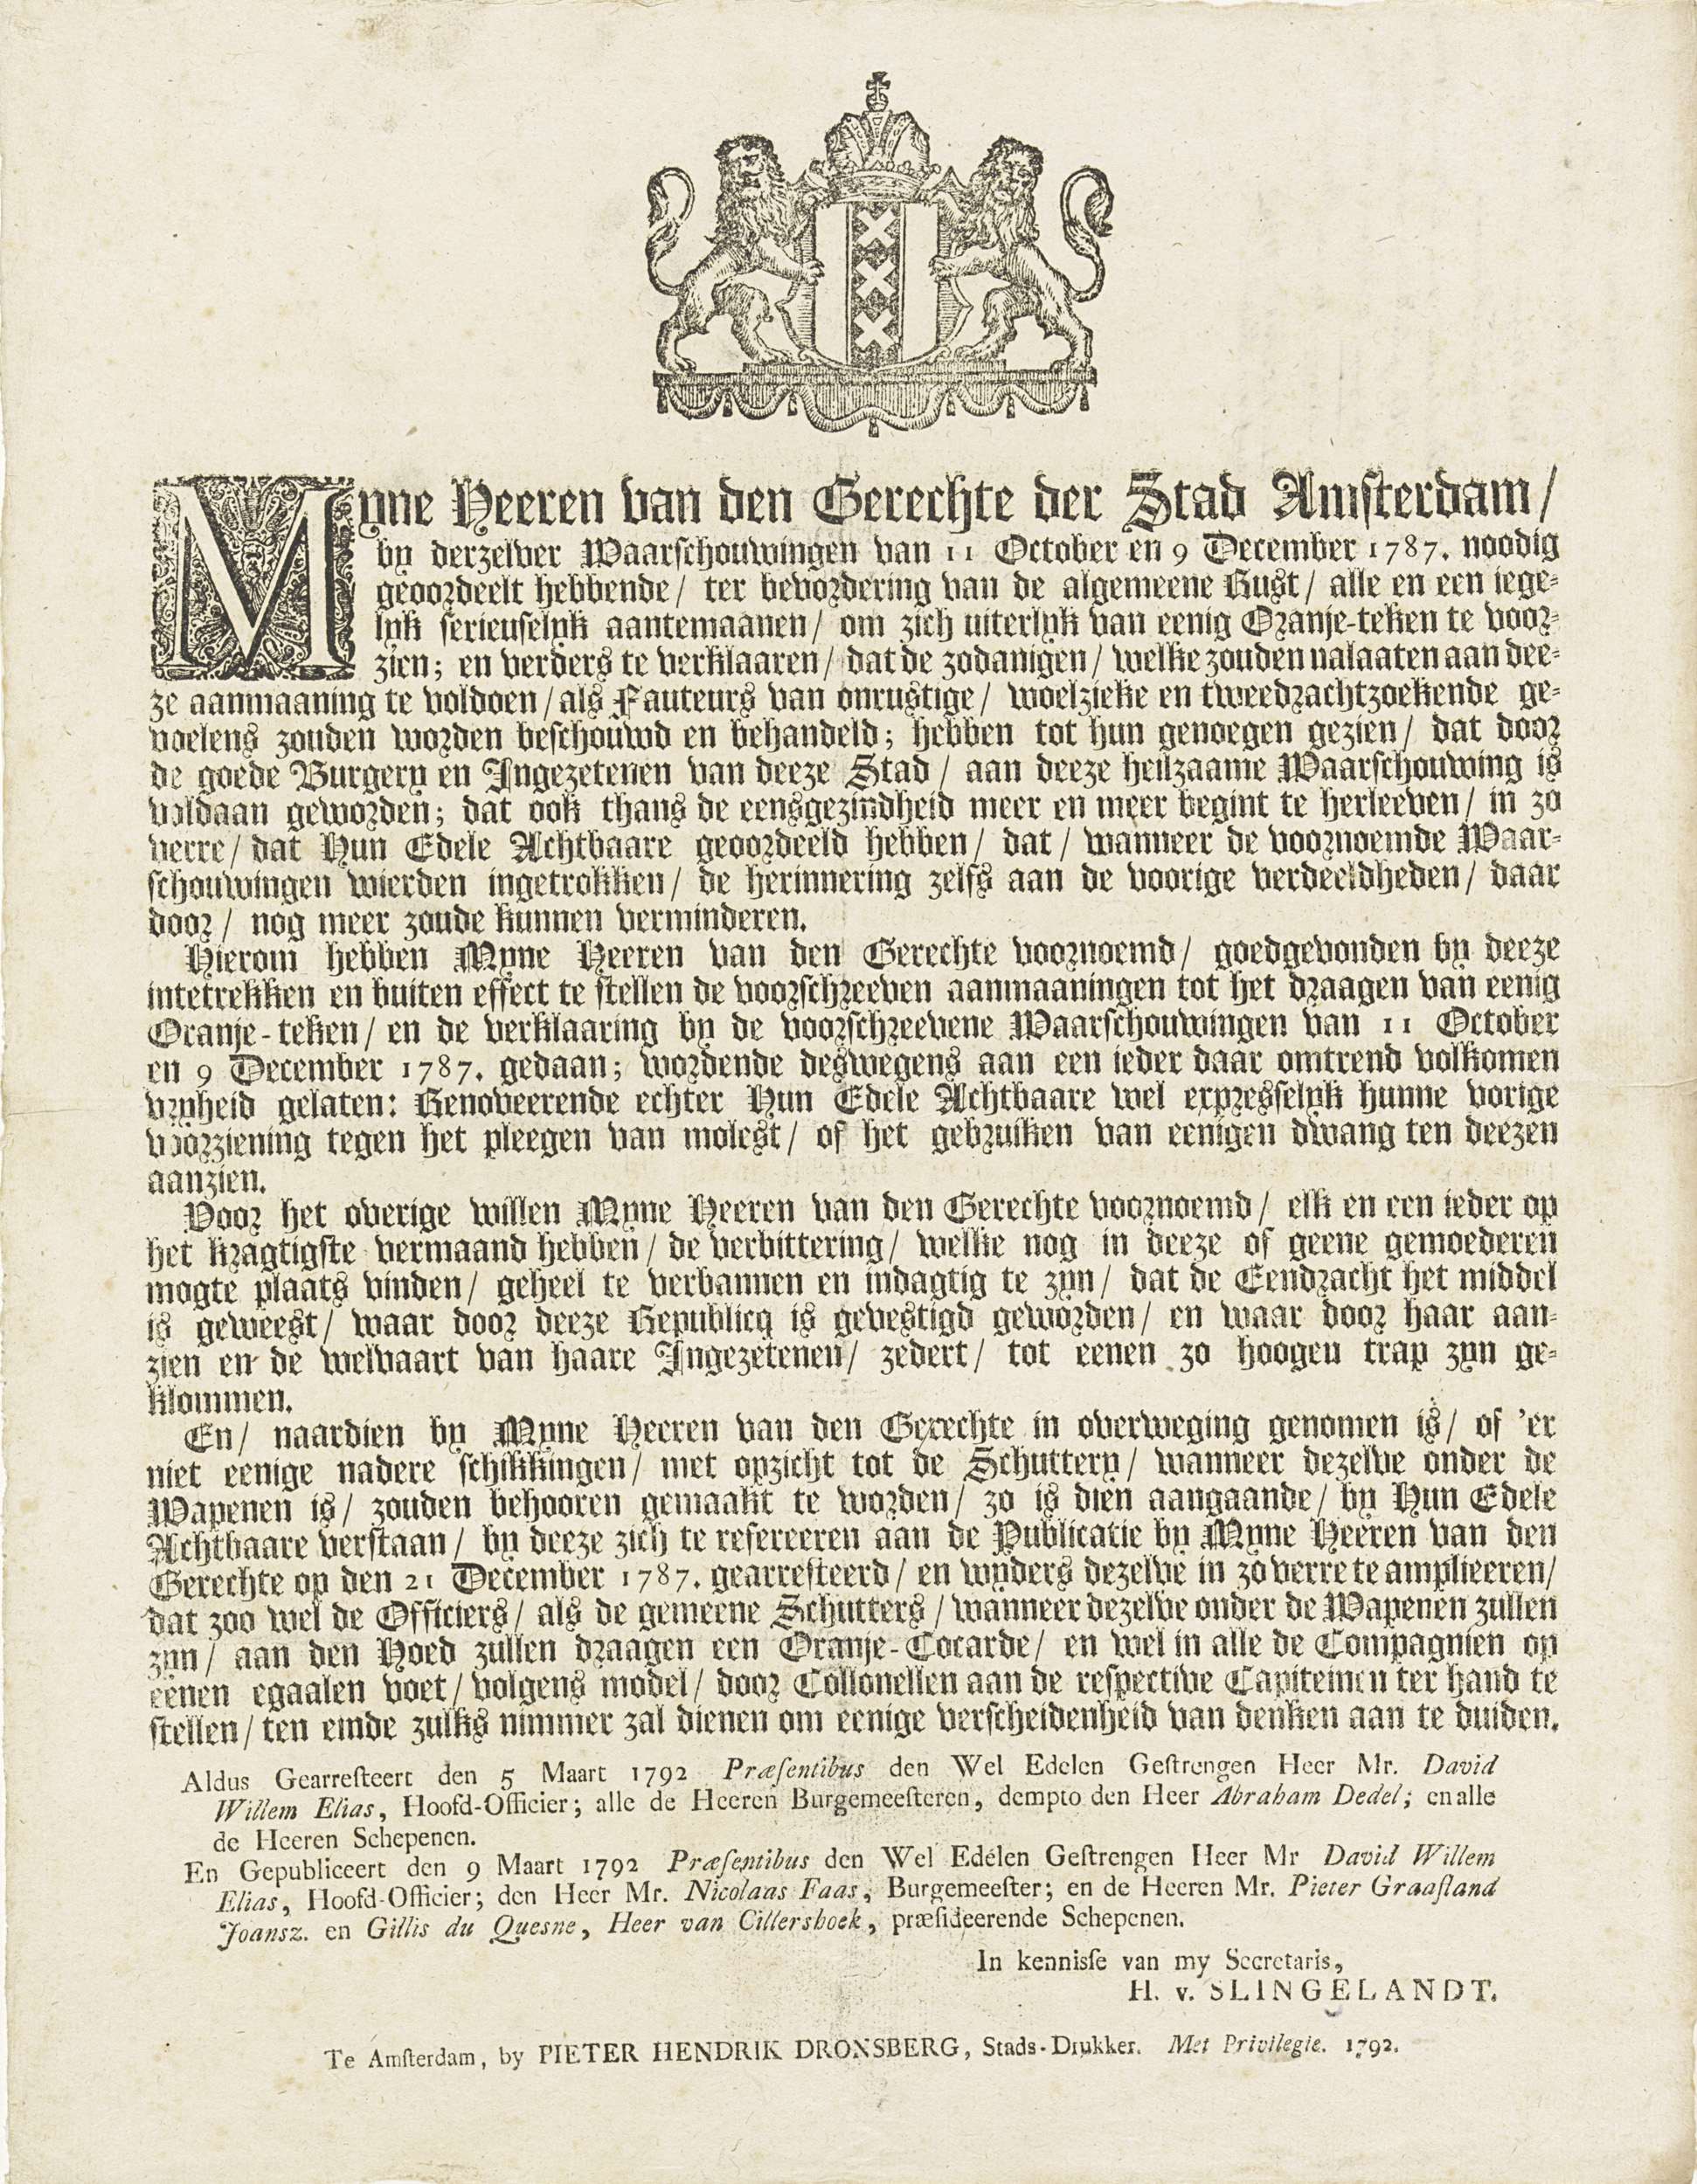 Myne Heeren van den Gerechte der Stad Amsterdam/
by derzelver Waarschouwingen van 11 October en 9 December 1787. noodig
geoordeelt hebbende/ ter bevordering van de algemeene Rust/ alle en een iege-
lyk serieuselyk aantemaanen/ om zich uiterlyk van eenig Oranje-teken te voor-
zien; en verders te verklaaren/ dat de zodanigen/ welke zouden nalaaten aan dee-
ze aanmaaning te voldoen/ als Fauteurs van onrustige/ woelzieke en tweedrachtzoekende ge-
voelens zouden worden beschouwd en behandeld; hebben tot hun genoegen gezien/ dat door
de goede Burgery en Ingezetenen van deeze Stad/ aan deeze heilzaame Waarschouwing is
voldaan geworden; dat ook thans de eensgezindheid meer en meer begint te herleeven/ in zo
verre/ dat Hun Edele Achtbaare geoordeeld hebben/ dat/ wanneer de voornoemde Waar-
schouwingen wierden ingetrokken/ de herinnering zelfs aan de voorige verdeeldheden/ daar
door/ nog meer zoude kunnen verminderen.
Hierom hebben Myne Heeren van den Gerechte voornoemd/ goedgevonden by deeze
intetrekken en buiten effect te stellen de voorschreeven aanmaaningen tot het draagen van eenig
Oranje-teken/ en de verklaaring by de voorschreevene Waarschouwingen van 11 October
en 9 December 1787. gedaan; wordende deswegens aan een ieder daar omtrend volkomen
vryheid gelaten: Renoveerende echter Hun Edele Achtbaare wel expresselyk hunne vorige
voorziening tegen het pleegen van molest/ of het gebruiken van eenigen dwang ten deezen
aanzien.
Voor het overige willen Myne Heeren van den Gerechte voornoemd/ elk en een ieder op
het kragtigste vermaand hebben/ de verbittering/ welke nog in deeze of geene gemoederen
mogte plaats vinden/ geheel te verbannen en indagtig te zyn/ dat de Eendracht het middel
is geweest/ waar door deeze Republicq is gevestigd geworden/ en waar door haar aan-
zien en de welvaart van haare Ingezetenen/ zedert/ tot eenen zo hoogen trap zyn ge-
klommen.
En/ naardien by Myne Heeren van den Gerechte in overweging genomen is/ of 'er
niet eenige nadere schikkingen/ met opzicht tot de Schuttery/ wanneer dezelve onder de
Wapenen is/ zouden behooren gemaakt te worden/ zo is dien aangaande/ by Hun Edele
Achtbaare verstaan/ by deeze zich te refereeren aan de Publicatie by Myne Heeren van den
Gerechte op den 21 December 1787. gearresteerd/ en wyders dezelve in zo verre te amplieeren/
dat zoo wel de Officiers/ als de gemeene Schutters/ wanneer dezelve onder de Wapenen zullen
zyn/ aan den Hoed zullen draagen een Oranje-Cocarde/ en wel in alle de Compagnien op
eenen egaalen voet/ volgens model/ door Collonellen aan de respective Capiteinen ter hand te
stellen/ ten einde zulks nimmer zal dienen om eenige verscheidenheid van denken aan te duiden.
Aldus Gearresteert den 5 Maart 1792 Præsentibus den Wel Edelen Gestrengen Heer Mr. David
Willem Elias, Hoofd-Officier; alle de Heeren Burgemeesteren, dempto den Heer Abraham Dedel; en alle
de Heeren Schepenen.
En Gepubliceert den 9 Maart 1792 Præsentibus den Wel Edelen Gestrengen Heer Mr David Willem
Elias, Hoofd-Officier; den Heer Mr. Nicolaas Faas, Burgemeester; en de Heeren Mr. Pieter Graafland
Joansz. en Gillis du Quesne, Heer van Cillershoek, præsideerende Schepenen.
In kennisse van my Secretaris,
H. v. SLINGELANDT.
Te Amsterdam, by PIETER HENDRIK DRONSBERG, Stads-Drukker. Met Privilegie. 1792.